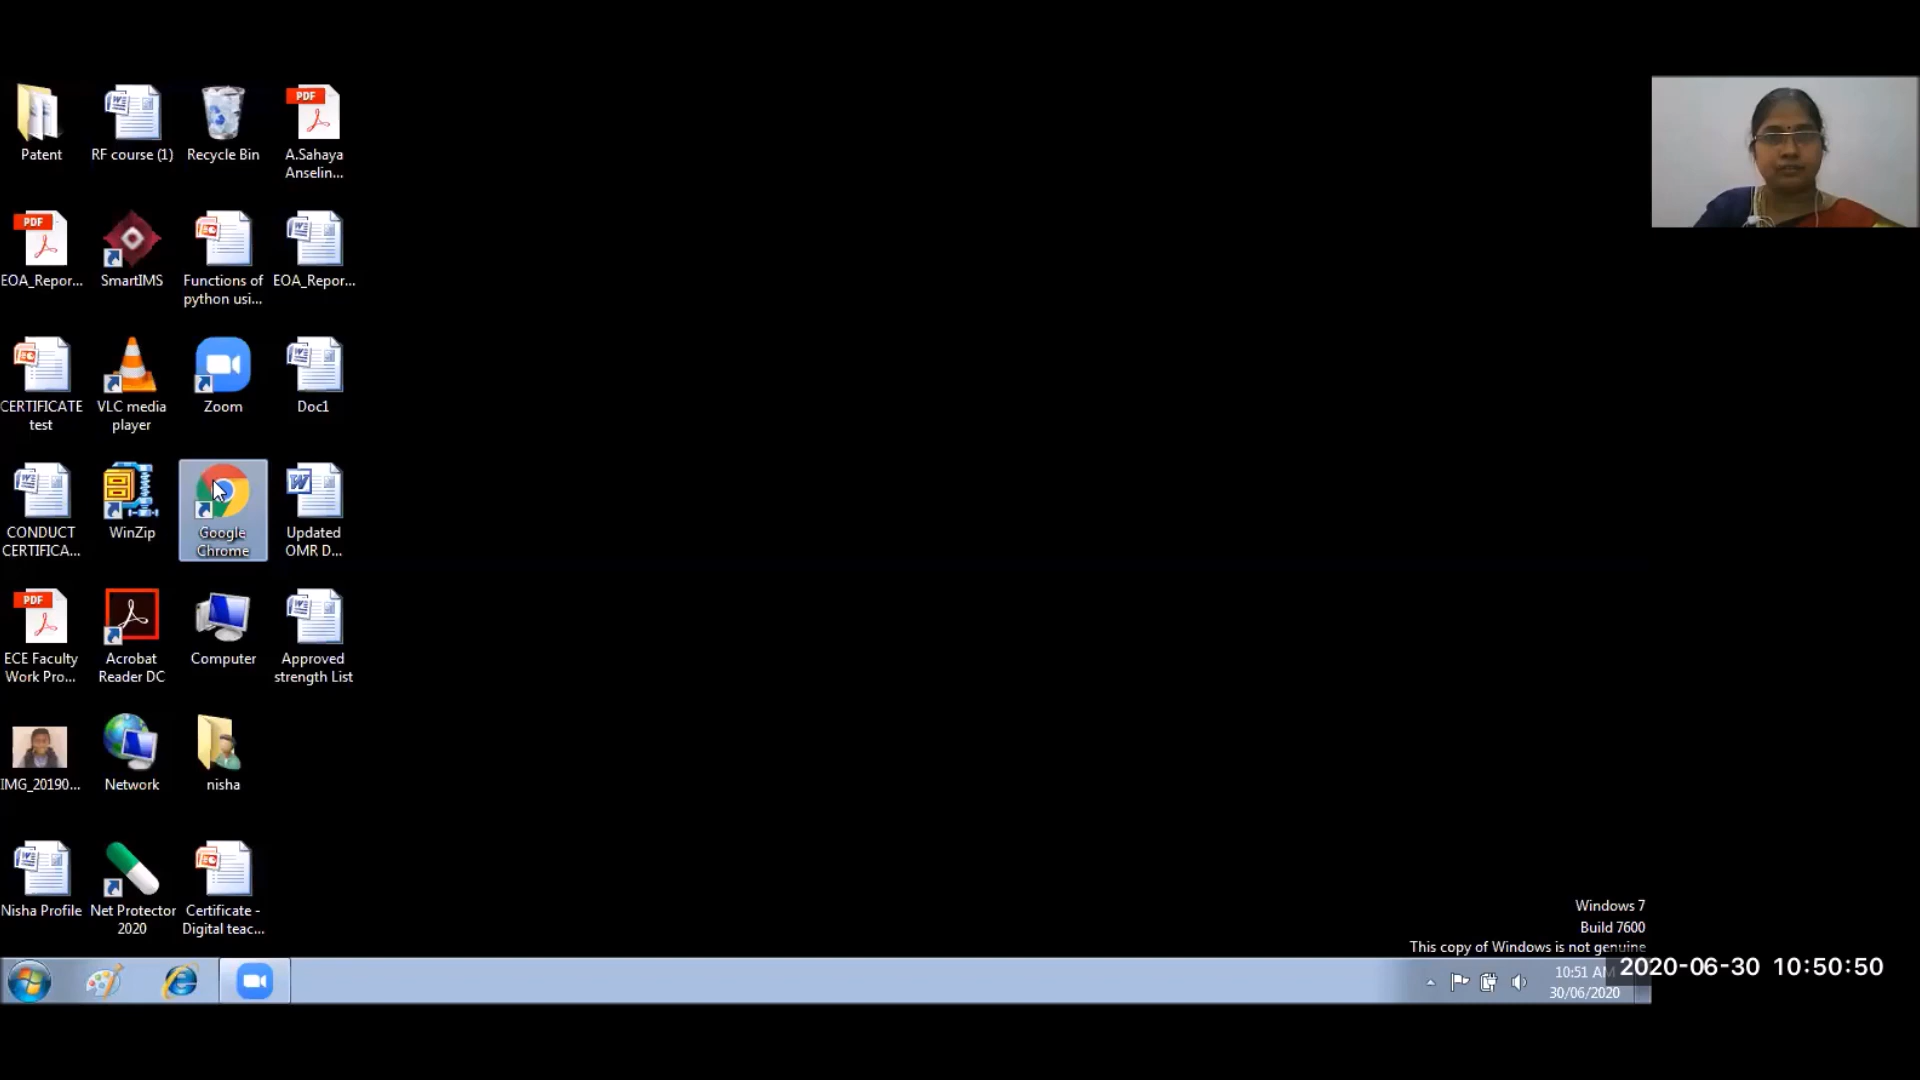 Patent
RF course (1)
Recycle Bin
A.Sahaya
Anselin...
EOA_Repor...
SmartIMS
Functions of
python usi...
EOA_Repor...
CERTIFICATE
test
VLC media
player
Zoom
Doc1
CONDUCT
CERTIFICA...
WinZip
Google
Chrome
Updated
OMR D...
ECE Faculty
Work Pro...
Acrobat
Reader DC
Computer
Approved
strength List
IMG_20190...
Network
nisha
Nisha Profile
Net Protector
2020
Certificate -
Digital teac...
PDF
PDF
PDF
Windows 7
Build 7600
This copy of Windows is not genuine
10:51 AM
30/06/2020
2020-06-30 10:50:50